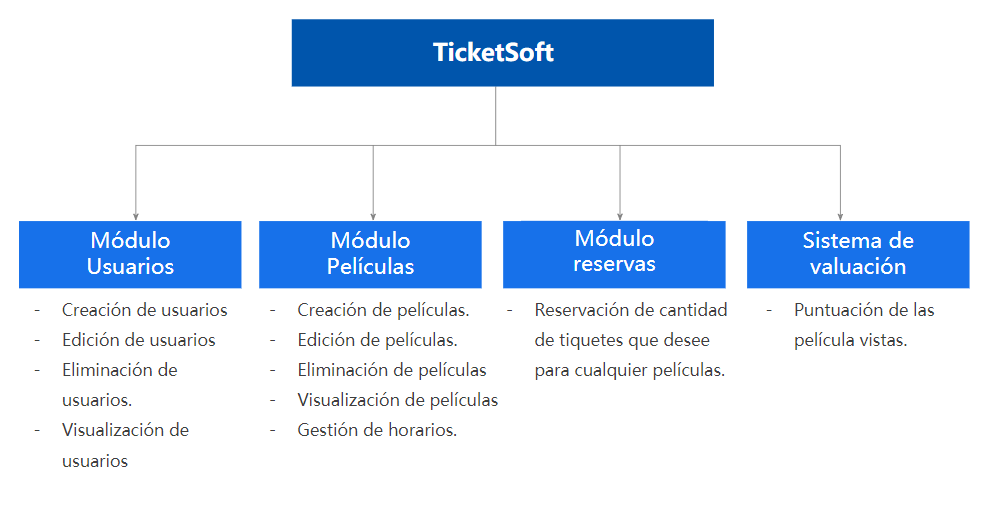 TicketSoft
Módulo
Usuarios
- Creación de usuarios
- Edición de usuarios
- Eliminación de
usuarios.
- Visualización de
usuarios
Módulo
Películas
- Creación de películas.
- Edición de películas.
- Eliminación de películas
- Visualización de películas
- Gestión de horarios.
Módulo
reservas
- Reservación de cantidad
de tiquetes que desee
para cualquier películas.
Sistema de
valuación
- Puntuación de las
película vistas.